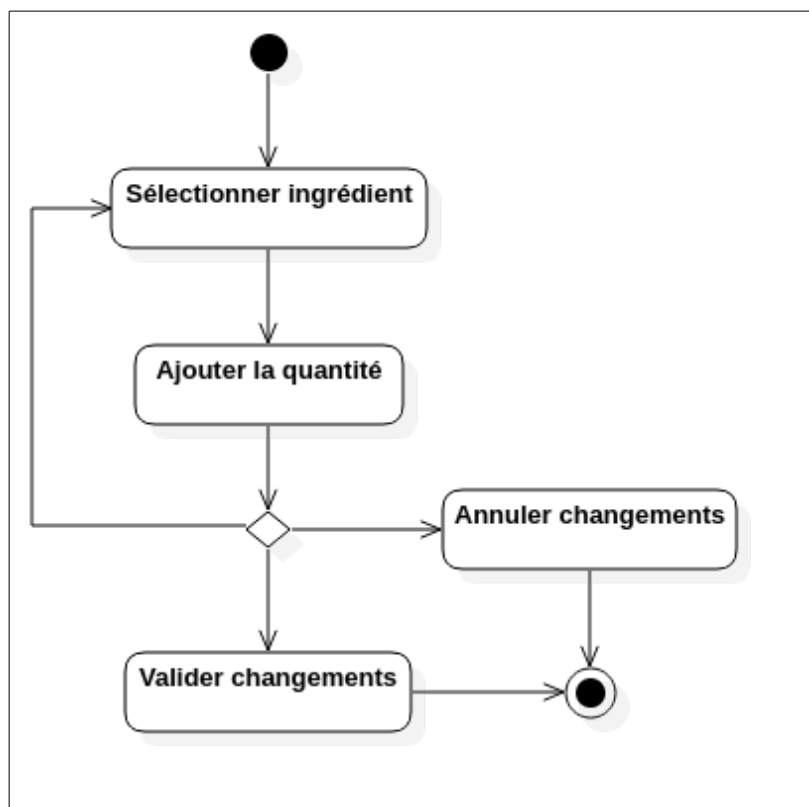 Sélectionner ingrédient
Ajouter la quantité
Annuler changements
Valider changements